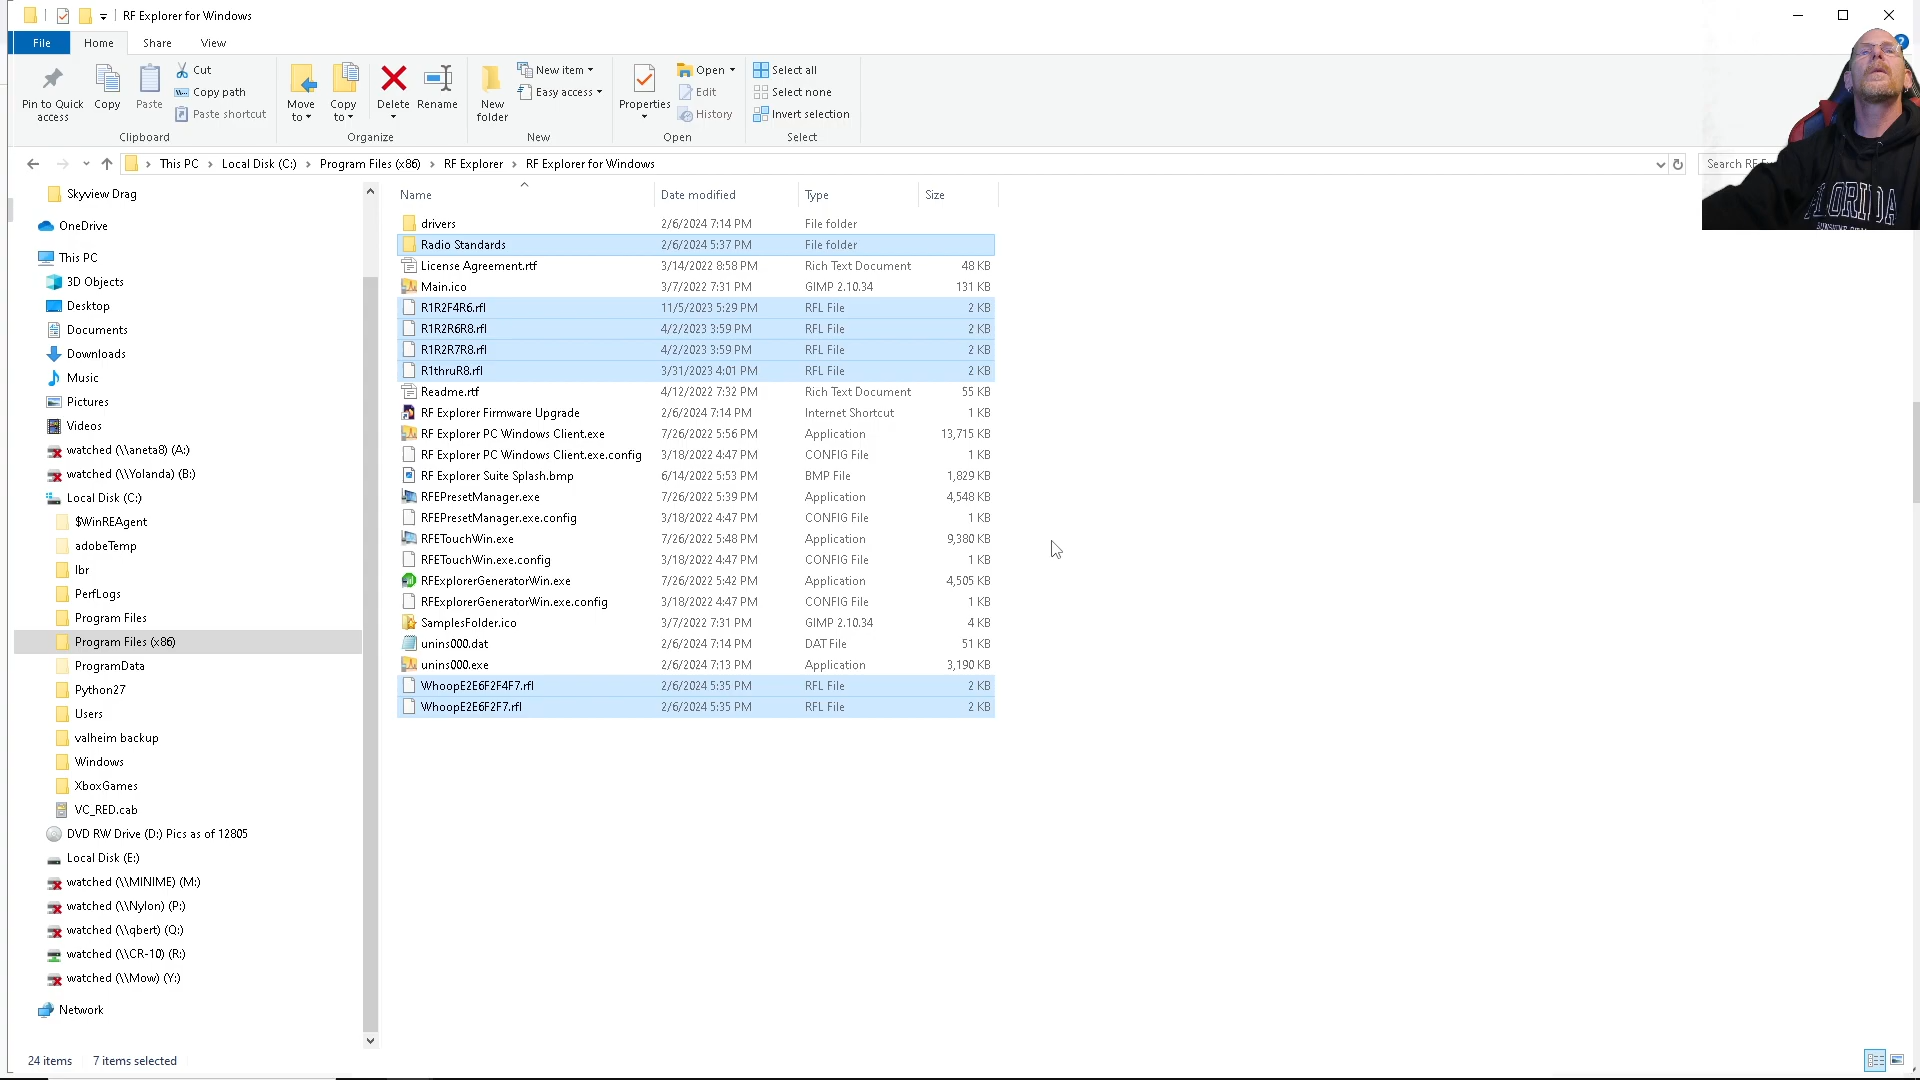 RF Explorer for Windows
File Home Share View
Pin to Quick access
Copy
Paste
Cut
Copy path
Paste shortcut
Clipboard
Move to
Copy to
Delete
Rename
Organize
New folder
New item
Easy access
New
Properties
Open
Edit
History
Open
Select all
Select none
Invert selection
Select
This PC > Local Disk (C:) > Program Files (x86) > RF Explorer > RF Explorer for Windows
Search RF
Skyview Drag
OneDrive
This PC
3D Objects
Desktop
Documents
Downloads
Music
Pictures
Videos
watched (\\aneta8) (A:)
watched (\\Yolanda) (B:)
Local Disk (C:)
$WinREAgent
adobeTemp
lbr
PerfLogs
Program Files
Program Files (x86)
ProgramData
Python27
Users
valheim backup
Windows
XboxGames
VC_RED.cab
DVD RW Drive (D:) Pics as of 12805
Local Disk (E:)
watched (\\MINIME) (M:)
watched (\\Nylon) (P:)
watched (\\qbert) (Q:)
watched (\\CR-10) (R:)
watched (\\Mow) (Y:)
Network
Name Date modified Type Size
drivers 2/6/2024 7:14 PM File folder
Radio Standards 2/6/2024 5:37 PM File folder
License Agreement.rtf 3/14/2022 8:58 PM Rich Text Document 48 KB
Main.ico 3/7/2022 7:31 PM GIMP 2.10.34 131 KB
R1R2F4R6.rfl 11/5/2023 5:29 PM RFL File 2 KB
R1R2R6R8.rfl 4/2/2023 3:59 PM RFL File 2 KB
R1R2R7R8.rfl 4/2/2023 3:59 PM RFL File 2 KB
R1thruR8.rfl 3/31/2023 4:01 PM RFL File 2 KB
Readme.rtf 4/12/2022 7:32 PM Rich Text Document 55 KB
RF Explorer Firmware Upgrade 2/6/2024 7:14 PM Internet Shortcut 1 KB
RF Explorer PC Windows Client.exe 7/26/2022 5:56 PM Application 13,715 KB
RF Explorer PC Windows Client.exe.config 3/18/2022 4:47 PM CONFIG File 1 KB
RF Explorer Suite Splash.bmp 6/14/2022 5:53 PM BMP File 1,829 KB
RFEPresetManager.exe 7/26/2022 5:39 PM Application 4,548 KB
RFEPresetManager.exe.config 3/18/2022 4:47 PM CONFIG File 1 KB
RFETouchWin.exe 7/26/2022 5:48 PM Application 9,380 KB
RFETouchWin.exe.config 3/18/2022 4:47 PM CONFIG File 1 KB
RFExplorerGeneratorWin.exe 7/26/2022 5:42 PM Application 4,505 KB
RFExplorerGeneratorWin.exe.config 3/18/2022 4:47 PM CONFIG File 1 KB
SamplesFolder.ico 3/7/2022 7:31 PM GIMP 2.10.34 4 KB
unins000.dat 2/6/2024 7:14 PM DAT File 51 KB
unins000.exe 2/6/2024 7:13 PM Application 3,190 KB
WhoopE2E6F2F4F7.rfl 2/6/2024 5:35 PM RFL File 2 KB
WhoopE2E6F2F7.rfl 2/6/2024 5:35 PM RFL File 2 KB
24 items 7 items selected
FLORIDA